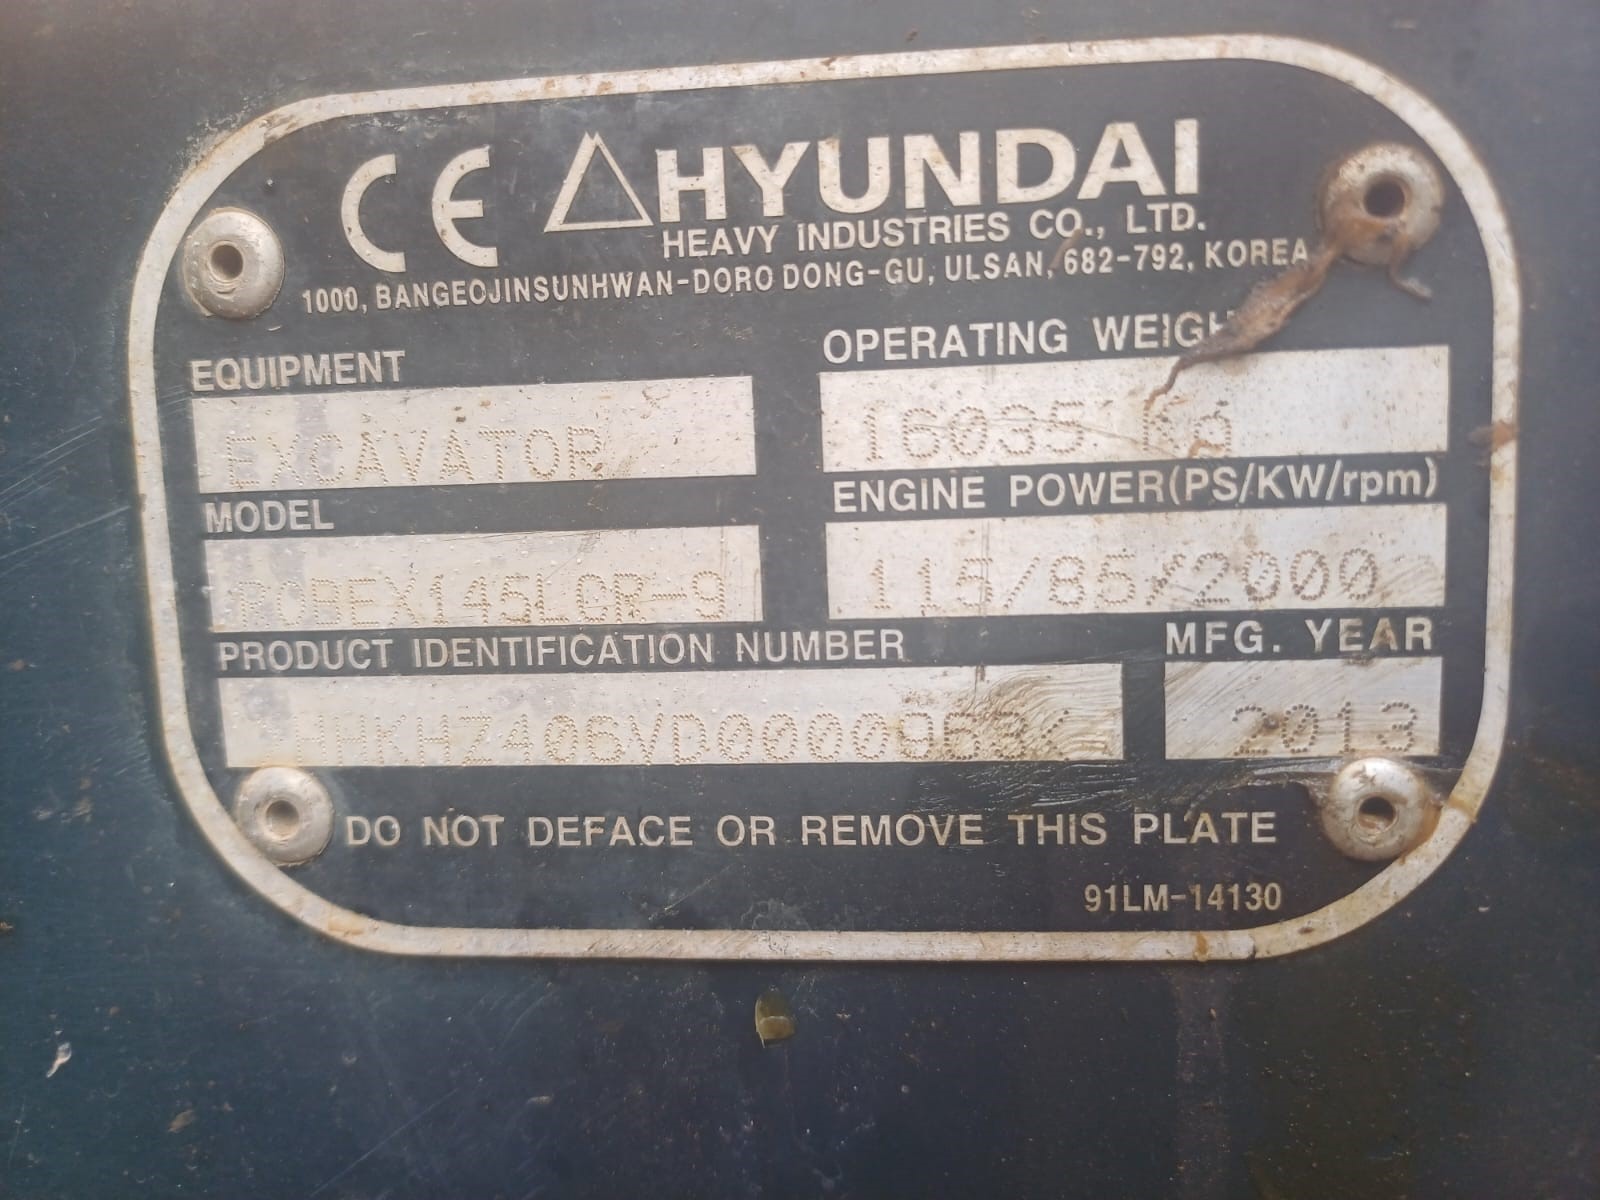 CE HYUNDAI
HEAVY INDUSTRIES CO., LTD.
1000, BANGEOJINSUNHWAN-DORO DONG-GU, ULSAN, 682-792, KOREA
EQUIPMENT
EXCAVATOR
OPERATING
16035 Kg
MODEL
ROBEX145LCR-9
ENGINE POWER(PS/KW/rpm)
115/85/2000
PRODUCT IDENTIFICATION NUMBER
MFG. YEAR
2013
DO NOT DEFACE OR REMOVE THIS PLATE
91LM-14130